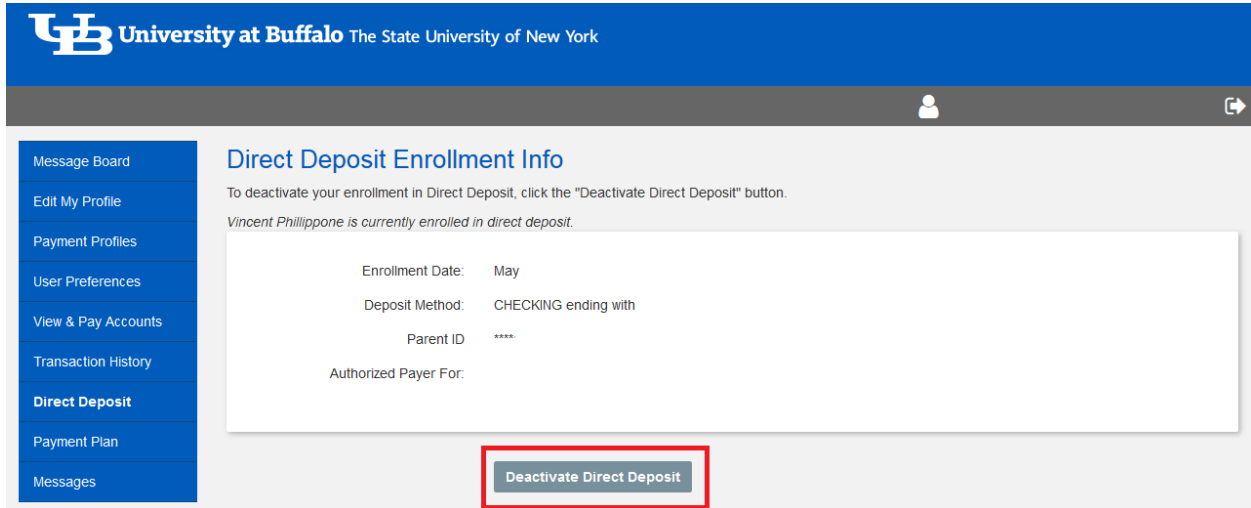 UB University at Buffalo The State University of New York
Message Board
Edit My Profile
Payment Profiles
User Preferences
View & Pay Accounts
Transaction History
Direct Deposit
Payment Plan
Messages
Direct Deposit Enrollment Info
To deactivate your enrollment in Direct Deposit, click the "Deactivate Direct Deposit" button.
Vincent Phillippone is currently enrolled in direct deposit.
Enrollment Date: May
Deposit Method: CHECKING ending with
Parent ID ****
Authorized Payer For:
Deactivate Direct Deposit